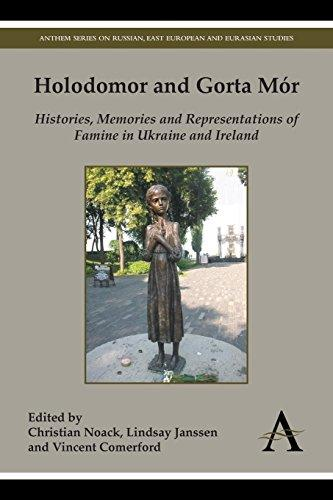 ANTHEM SERIES ON RUSSIAN, EAST EUROPEAN AND EURASIAN STUDIES
Holodomor and Gorta Mór
Histories, Memories and Representations of
Famine in Ukraine and Ireland
Edited by
Christian Noack, Lindsay Janssen
and Vincent Comerford